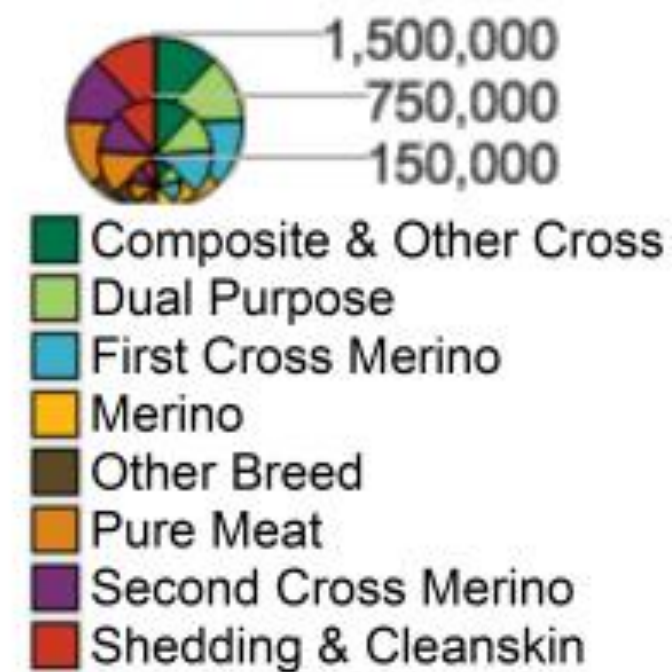 1,500,000
750,000
150,000
Composite & Other Cross
Dual Purpose
First Cross Merino
Merino
Other Breed
Pure Meat
Second Cross Merino
Shedding & Cleanskin